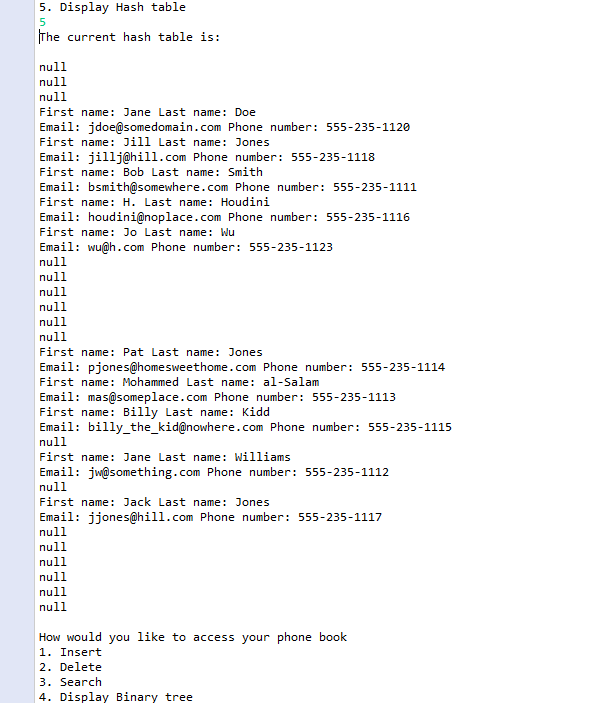 5. Display Hash table
5
The current hash table is:
null
null
null
First name: Jane Last name: Doe
Email: jdoe@somedomain.com Phone number: 555-235-1120
First name: Jill Last name: Jones
Email: jillj@hill.com Phone number: 555-235-1118
First name: Bob Last name: Smith
Email: bsmith@somewhere.com Phone number: 555-235-1111
First name: H. Last name: Houdini
Email: houdini@noplace.com Phone number: 555-235-1116
First name: Jo Last name: Wu
Email: wu@h.com Phone number: 555-235-1123
null
null
null
null
null
null
First name: Pat Last name: Jones
Email: pjones@homesweethome.com Phone number: 555-235-1114
First name: Mohammed Last name: al-Salam
Email: mas@someplace.com Phone number: 555-235-1113
First name: Billy Last name: Kidd
Email: billy_the_kid@nowhere.com Phone number: 555-235-1115
null
First name: Jane Last name: Williams
Email: jw@something.com Phone number: 555-235-1112
null
First name: Jack Last name: Jones
Email: jjones@hill.com Phone number: 555-235-1117
null
null
null
null
null
null
How would you like to access your phone book
1. Insert
2. Delete
3. Search
4. Display Binary tree